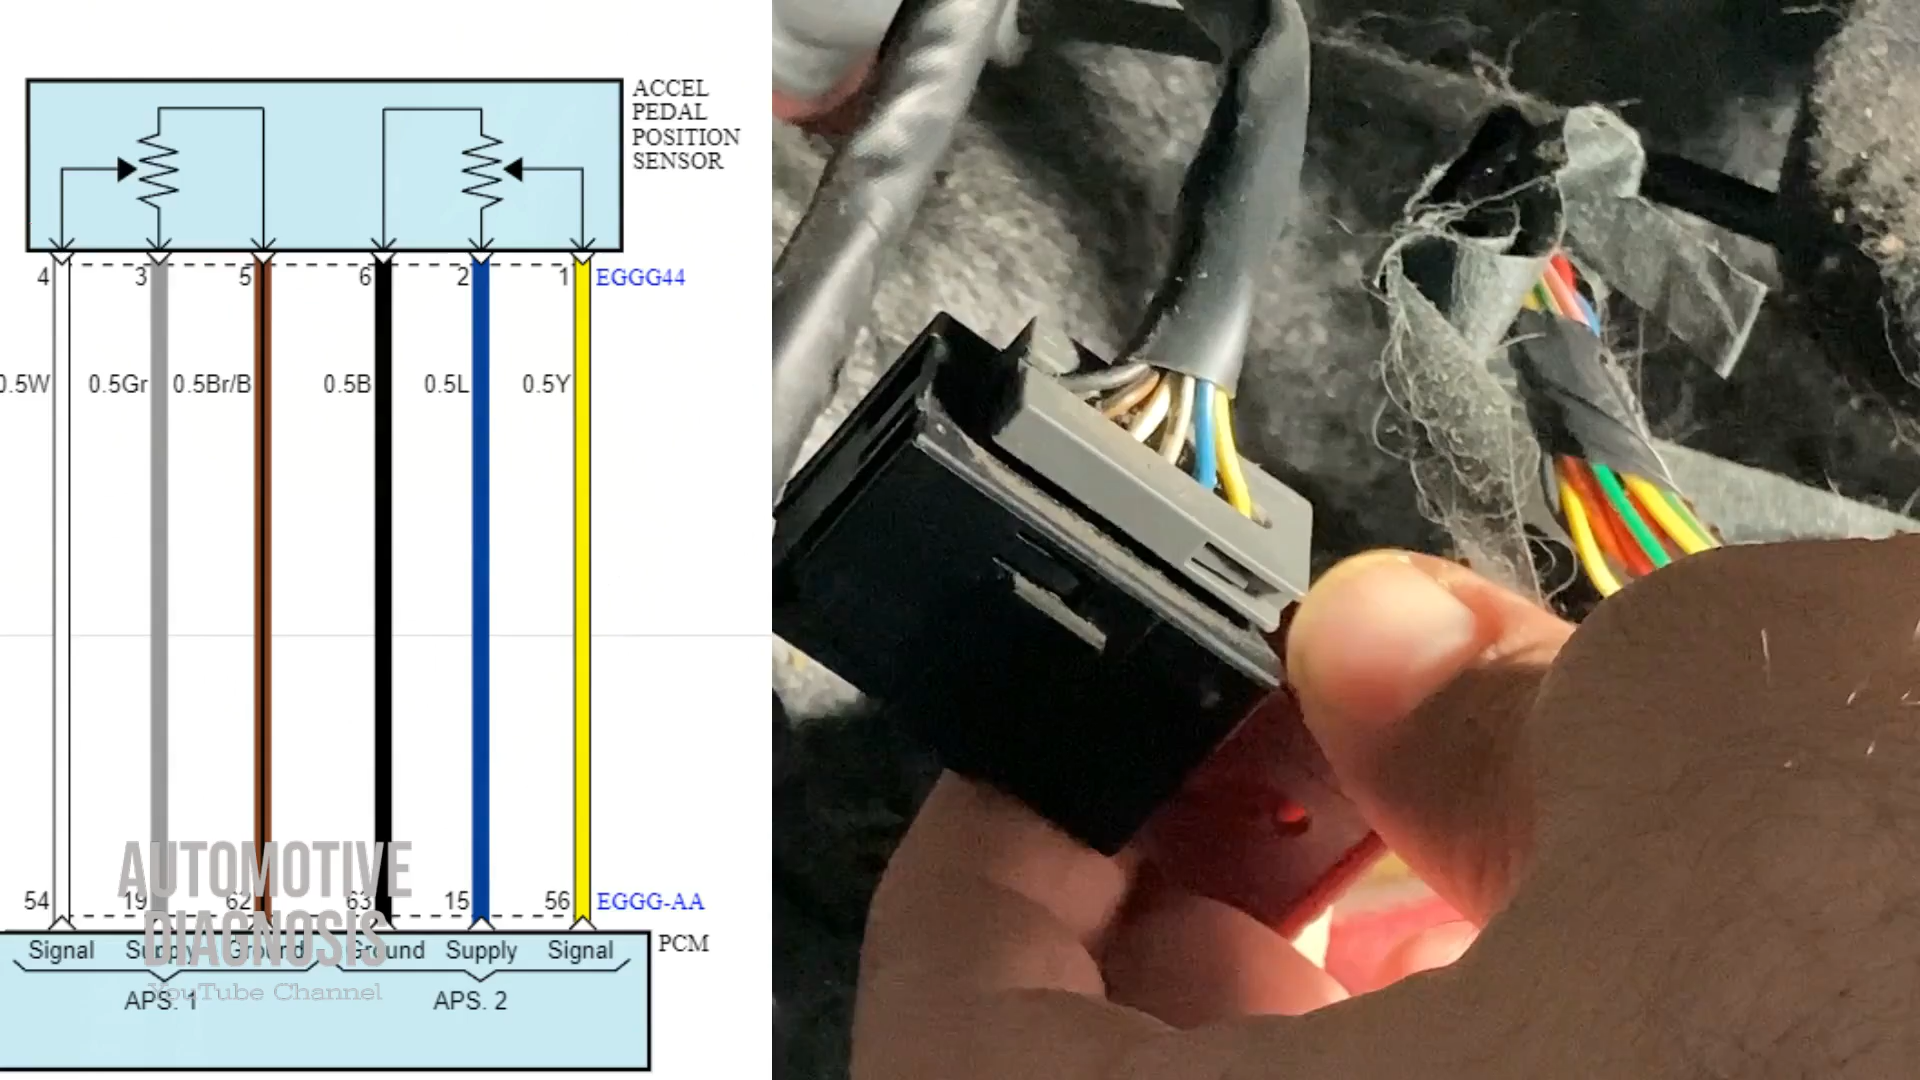 ACCEL
PEDAL
POSITION
SENSOR
4 3 5 6 2 1 EGGG44
0.5W 0.5Gr 0.5Br/B 0.5B 0.5L 0.5Y
54 19 62 63 15 56 EGGG-AA
Signal Supply Ground Ground Supply Signal PCM
APS. 1 APS. 2
AUTOMOTIVE
DIAGNOSIS
YouTube Channel